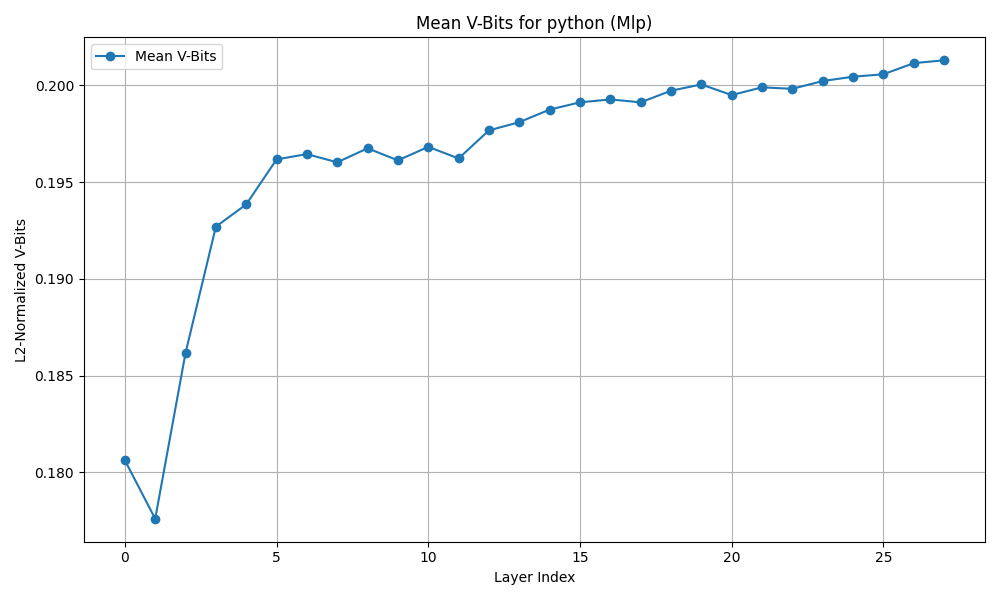 Mean V-Bits for python (Mlp)
Mean V-Bits
L2-Normalized V-Bits
0.200
0.195
0.190
0.185
0.180
0 5 10 15 20 25
Layer Index